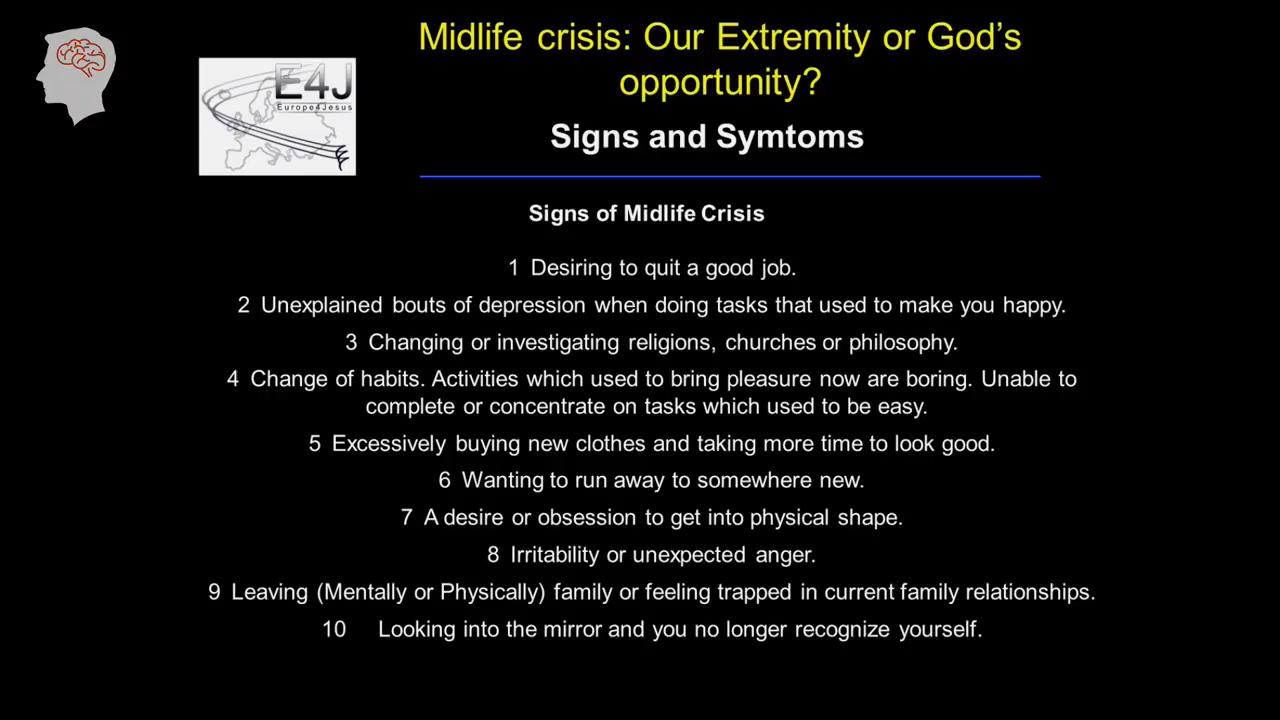 Midlife crisis: Our Extremity or God's
opportunity?
E4J
Europe4Jesus
Signs and Symtoms
Signs of Midlife Crisis
1 Desiring to quit a good job.
2 Unexplained bouts of depression when doing tasks that used to make you happy.
3 Changing or investigating religions, churches or philosophy.
4 Change of habits. Activities which used to bring pleasure now are boring. Unable to
complete or concentrate on tasks which used to be easy.
5 Excessively buying new clothes and taking more time to look good.
6 Wanting to run away to somewhere new.
7 A desire or obsession to get into physical shape.
8 Irritability or unexpected anger.
9 Leaving (Mentally or Physically) family or feeling trapped in current family relationships.
10 Looking into the mirror and you no longer recognize yourself.